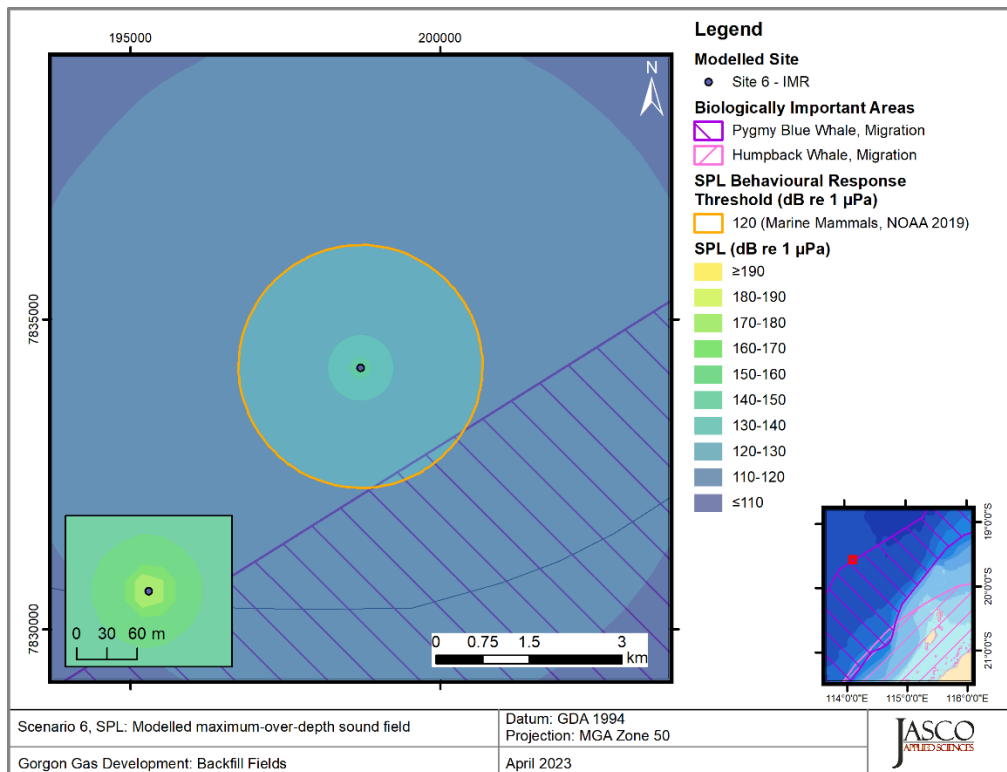 195000 200000
N
7835000
7830000
0 30 60 m
0 0.75 1.5 3
km
Legend
Modelled Site
Site 6 - IMR
Biologically Important Areas
Pygmy Blue Whale, Migration
Humpback Whale, Migration
SPL Behavioural Response
Threshold (dB re 1 µPa)
120 (Marine Mammals, NOAA 2019)
SPL (dB re 1 µPa)
≥190
180-190
170-180
160-170
150-160
140-150
130-140
120-130
110-120
≤110
19°0'0"S
20°0'0"S
21°0'0"S
114°0'0"E 115°0'0"E 116°0'0"E
Scenario 6, SPL: Modelled maximum-over-depth sound field
Datum: GDA 1994
Projection: MGA Zone 50
Gorgon Gas Development: Backfill Fields
April 2023
JASCO
APPLIED SCIENCES